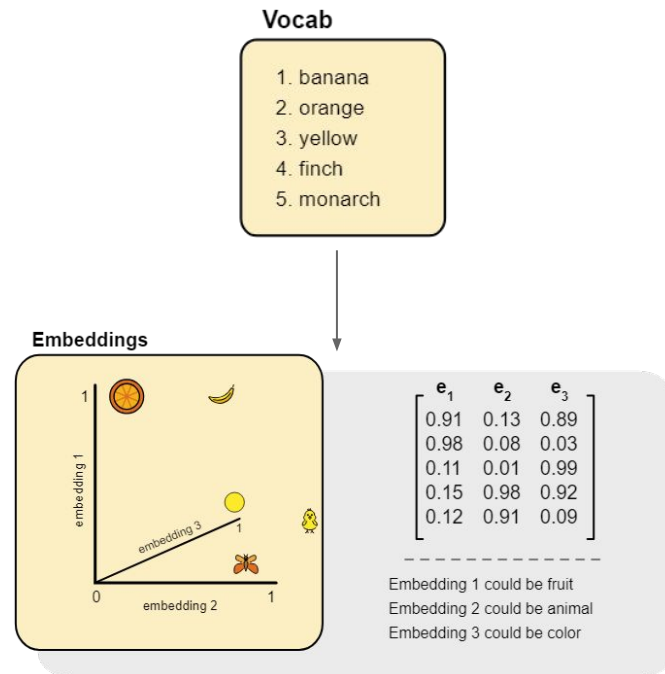 Vocab
1. banana
2. orange
3. yellow
4. finch
5. monarch
Embeddings
1
embedding 1
embedding 3
1
0
embedding 2
1
e1 e2 e3
0.91 0.13 0.89
0.98 0.08 0.03
0.11 0.01 0.99
0.15 0.98 0.92
0.12 0.91 0.09
Embedding 1 could be fruit
Embedding 2 could be animal
Embedding 3 could be color